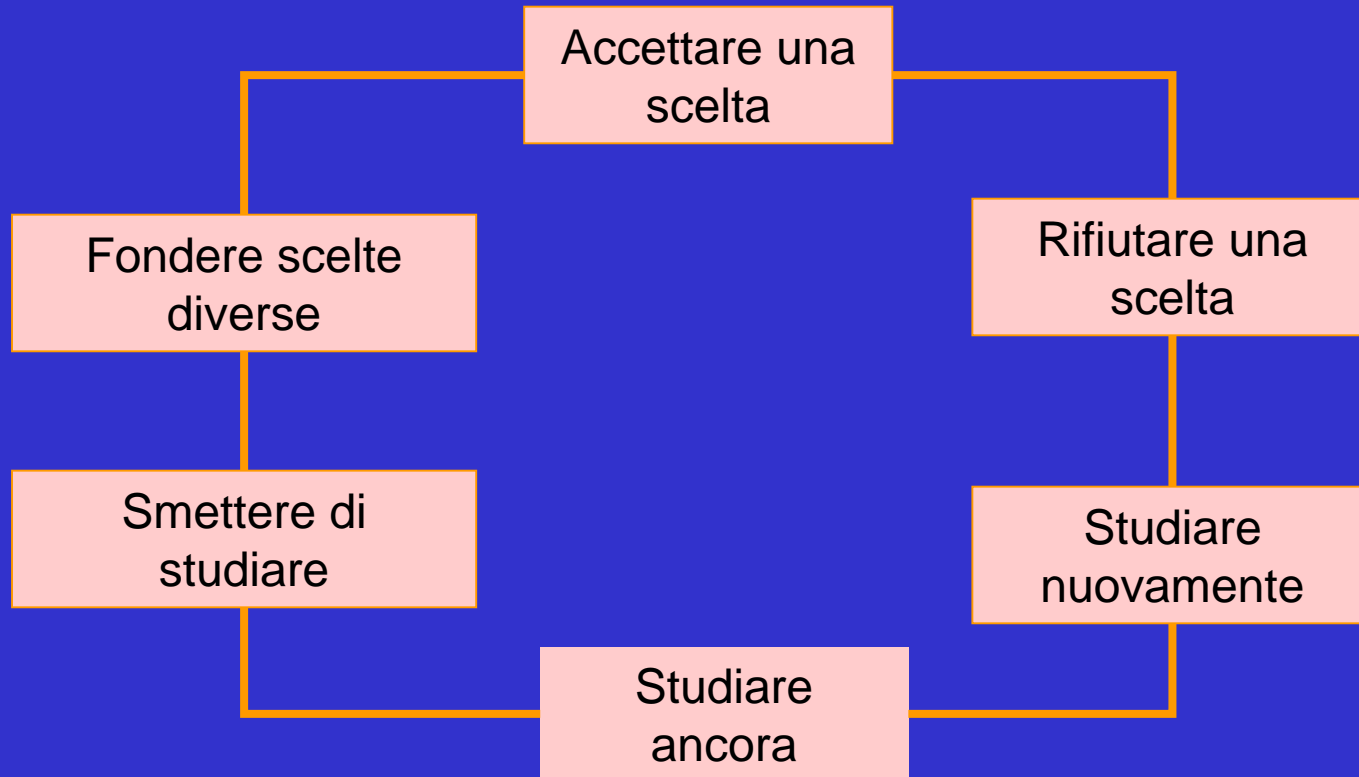 Accettare una
scelta
Fondere scelte
diverse
Rifiutare una
scelta
Smettere di
studiare
Studiare
nuovamente
Studiare
ancora